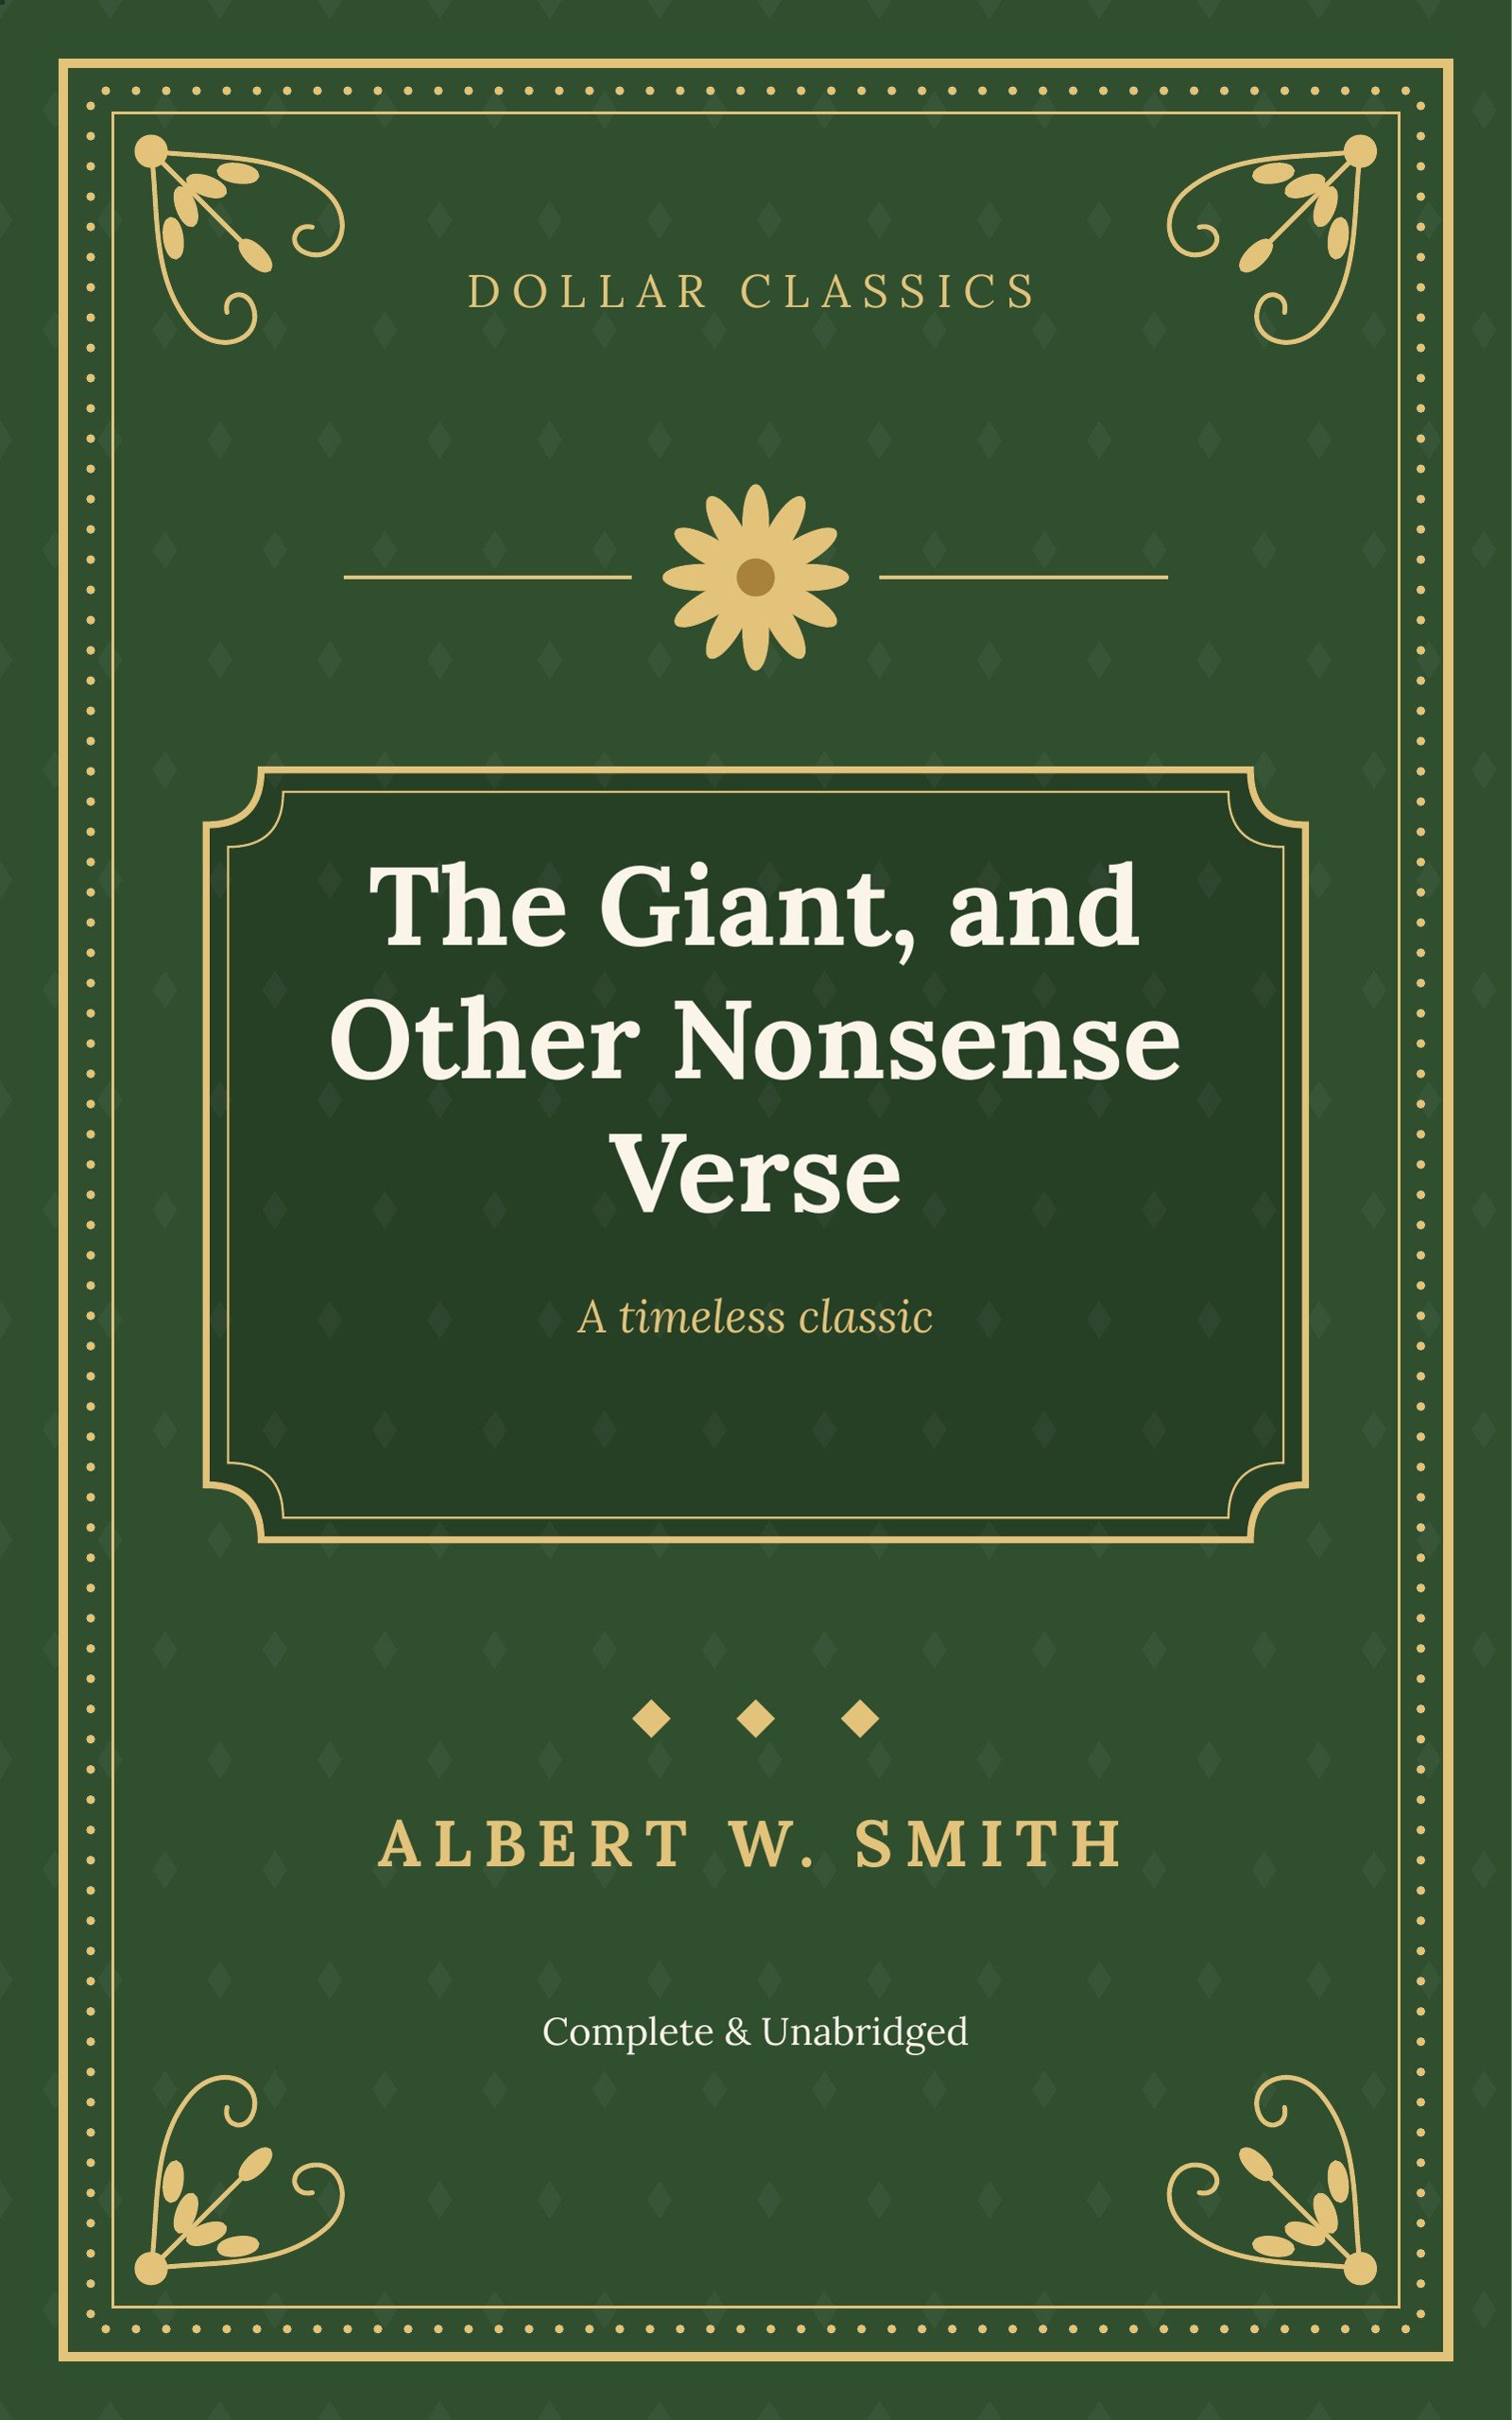 DOLLAR CLASSICS
The Giant, and
Other Nonsense
Verse
A timeless classic
ALBERT W. SMITH
Complete & Unabridged